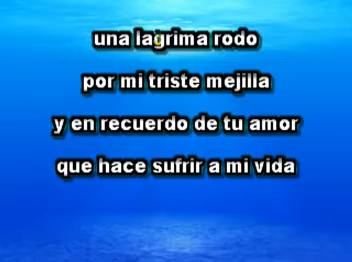 una lagrima rodo
por mi triste mejilla
y en recuerdo de tu amor
que hace sufrir a mi vida